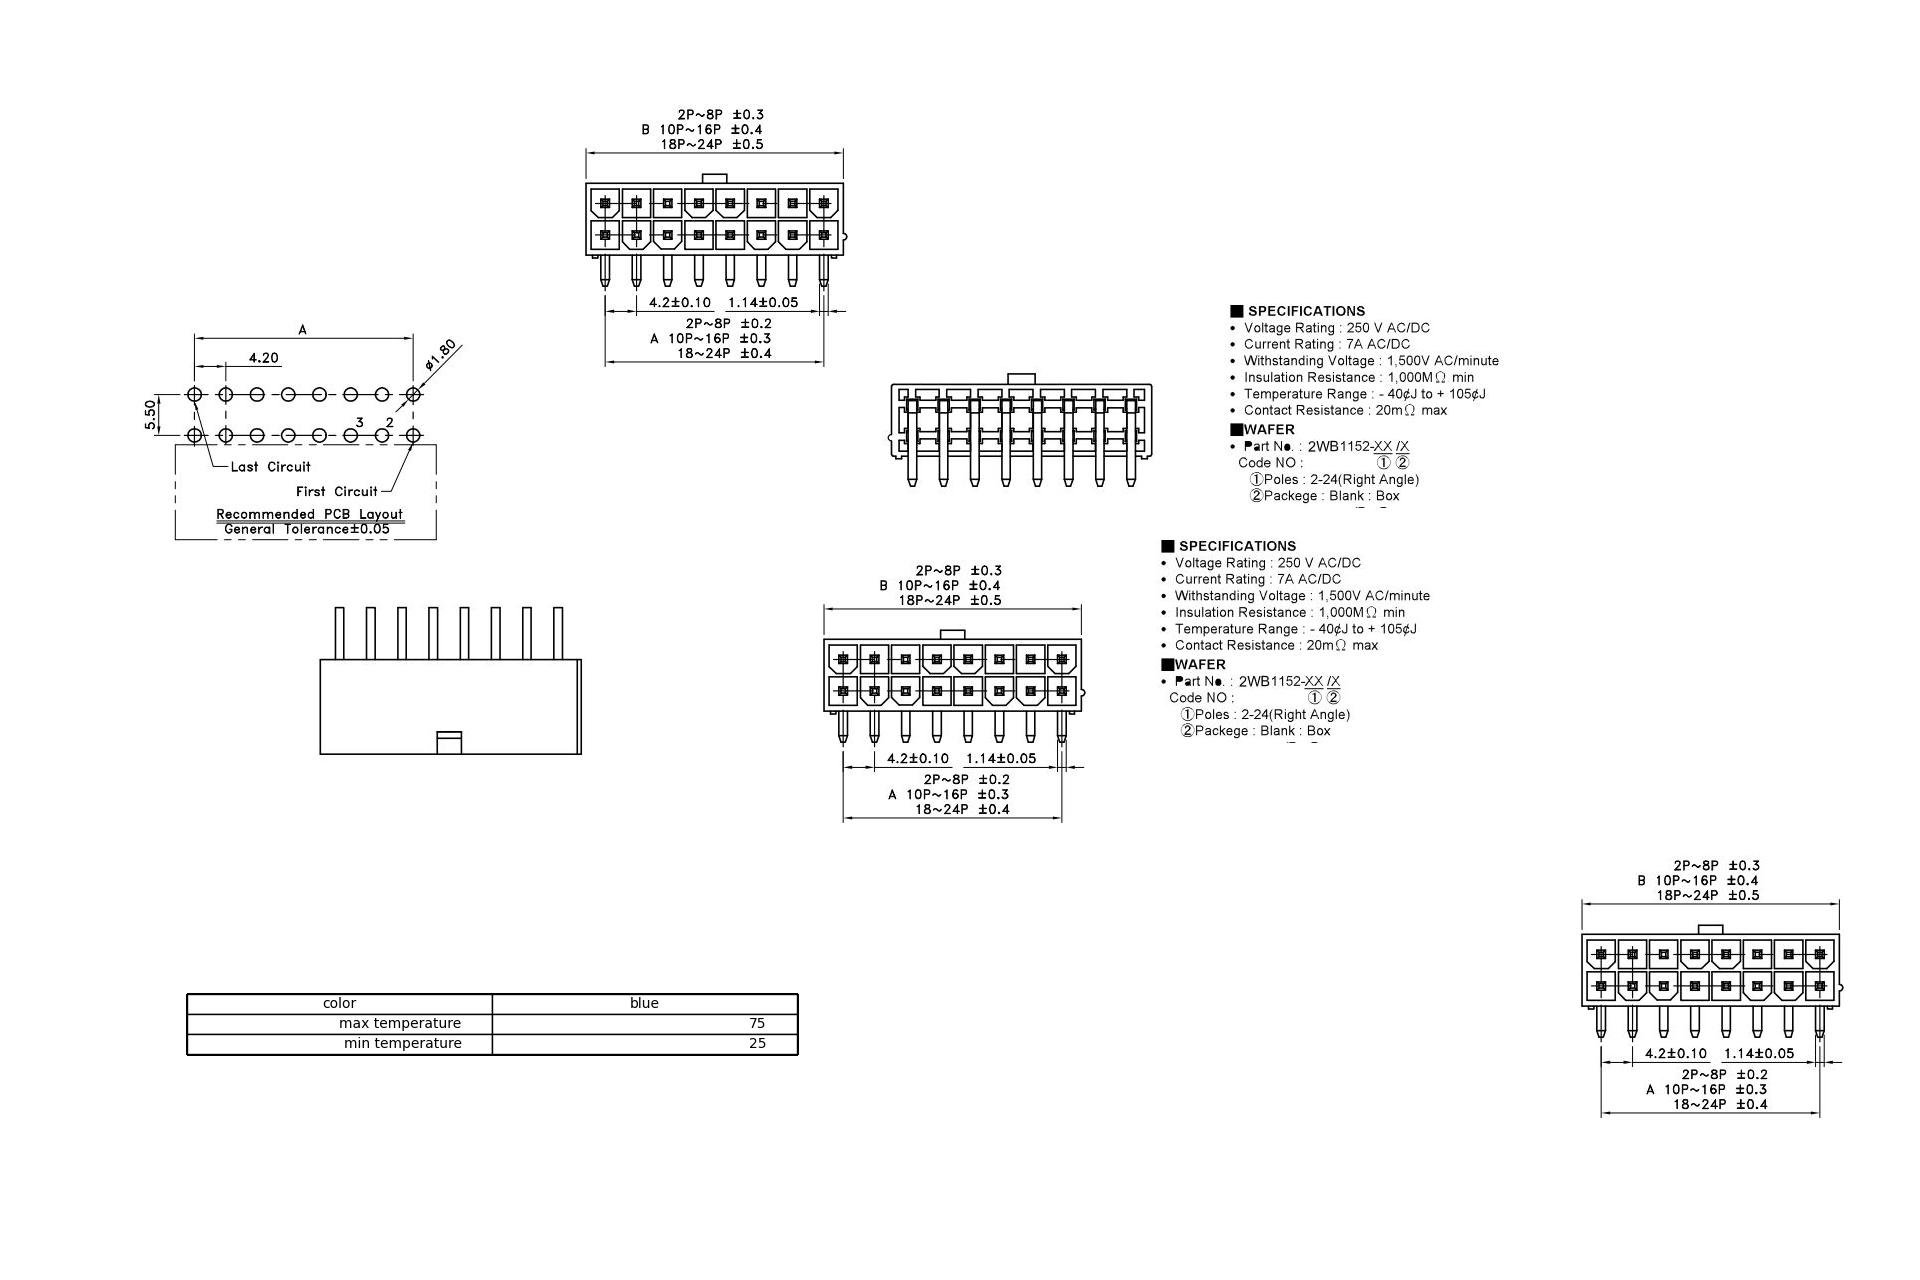 2P~8P ±0.3
B 10P~16P ±0.4
18P~24P ±0.5
4.2±0.10 1.14±0.05
2P~8P ±0.2
A 10P~16P ±0.3
18~24P ±0.4
A
4.20
ø1.80
5.50
3 2
Last Circuit
First Circuit
Recommended PCB Layout
General Tolerance±0.05
■ SPECIFICATIONS
• Voltage Rating : 250 V AC/DC
• Current Rating : 7A AC/DC
• Withstanding Voltage : 1,500V AC/minute
• Insulation Resistance : 1,000MΩ min
• Temperature Range : - 40¢J to + 105¢J
• Contact Resistance : 20mΩ max
■WAFER
• Part No. : 2WB1152-XX /X
Code NO : ① ②
①Poles : 2-24(Right Angle)
②Packege : Blank : Box
2P~8P ±0.3
B 10P~16P ±0.4
18P~24P ±0.5
4.2±0.10 1.14±0.05
2P~8P ±0.2
A 10P~16P ±0.3
18~24P ±0.4
■ SPECIFICATIONS
• Voltage Rating : 250 V AC/DC
• Current Rating : 7A AC/DC
• Withstanding Voltage : 1,500V AC/minute
• Insulation Resistance : 1,000MΩ min
• Temperature Range : - 40¢J to + 105¢J
• Contact Resistance : 20mΩ max
■WAFER
• Part No. : 2WB1152-XX /X
Code NO : ① ②
①Poles : 2-24(Right Angle)
②Packege : Blank : Box
2P~8P ±0.3
B 10P~16P ±0.4
18P~24P ±0.5
4.2±0.10 1.14±0.05
2P~8P ±0.2
A 10P~16P ±0.3
18~24P ±0.4
color blue
max temperature 75
min temperature 25